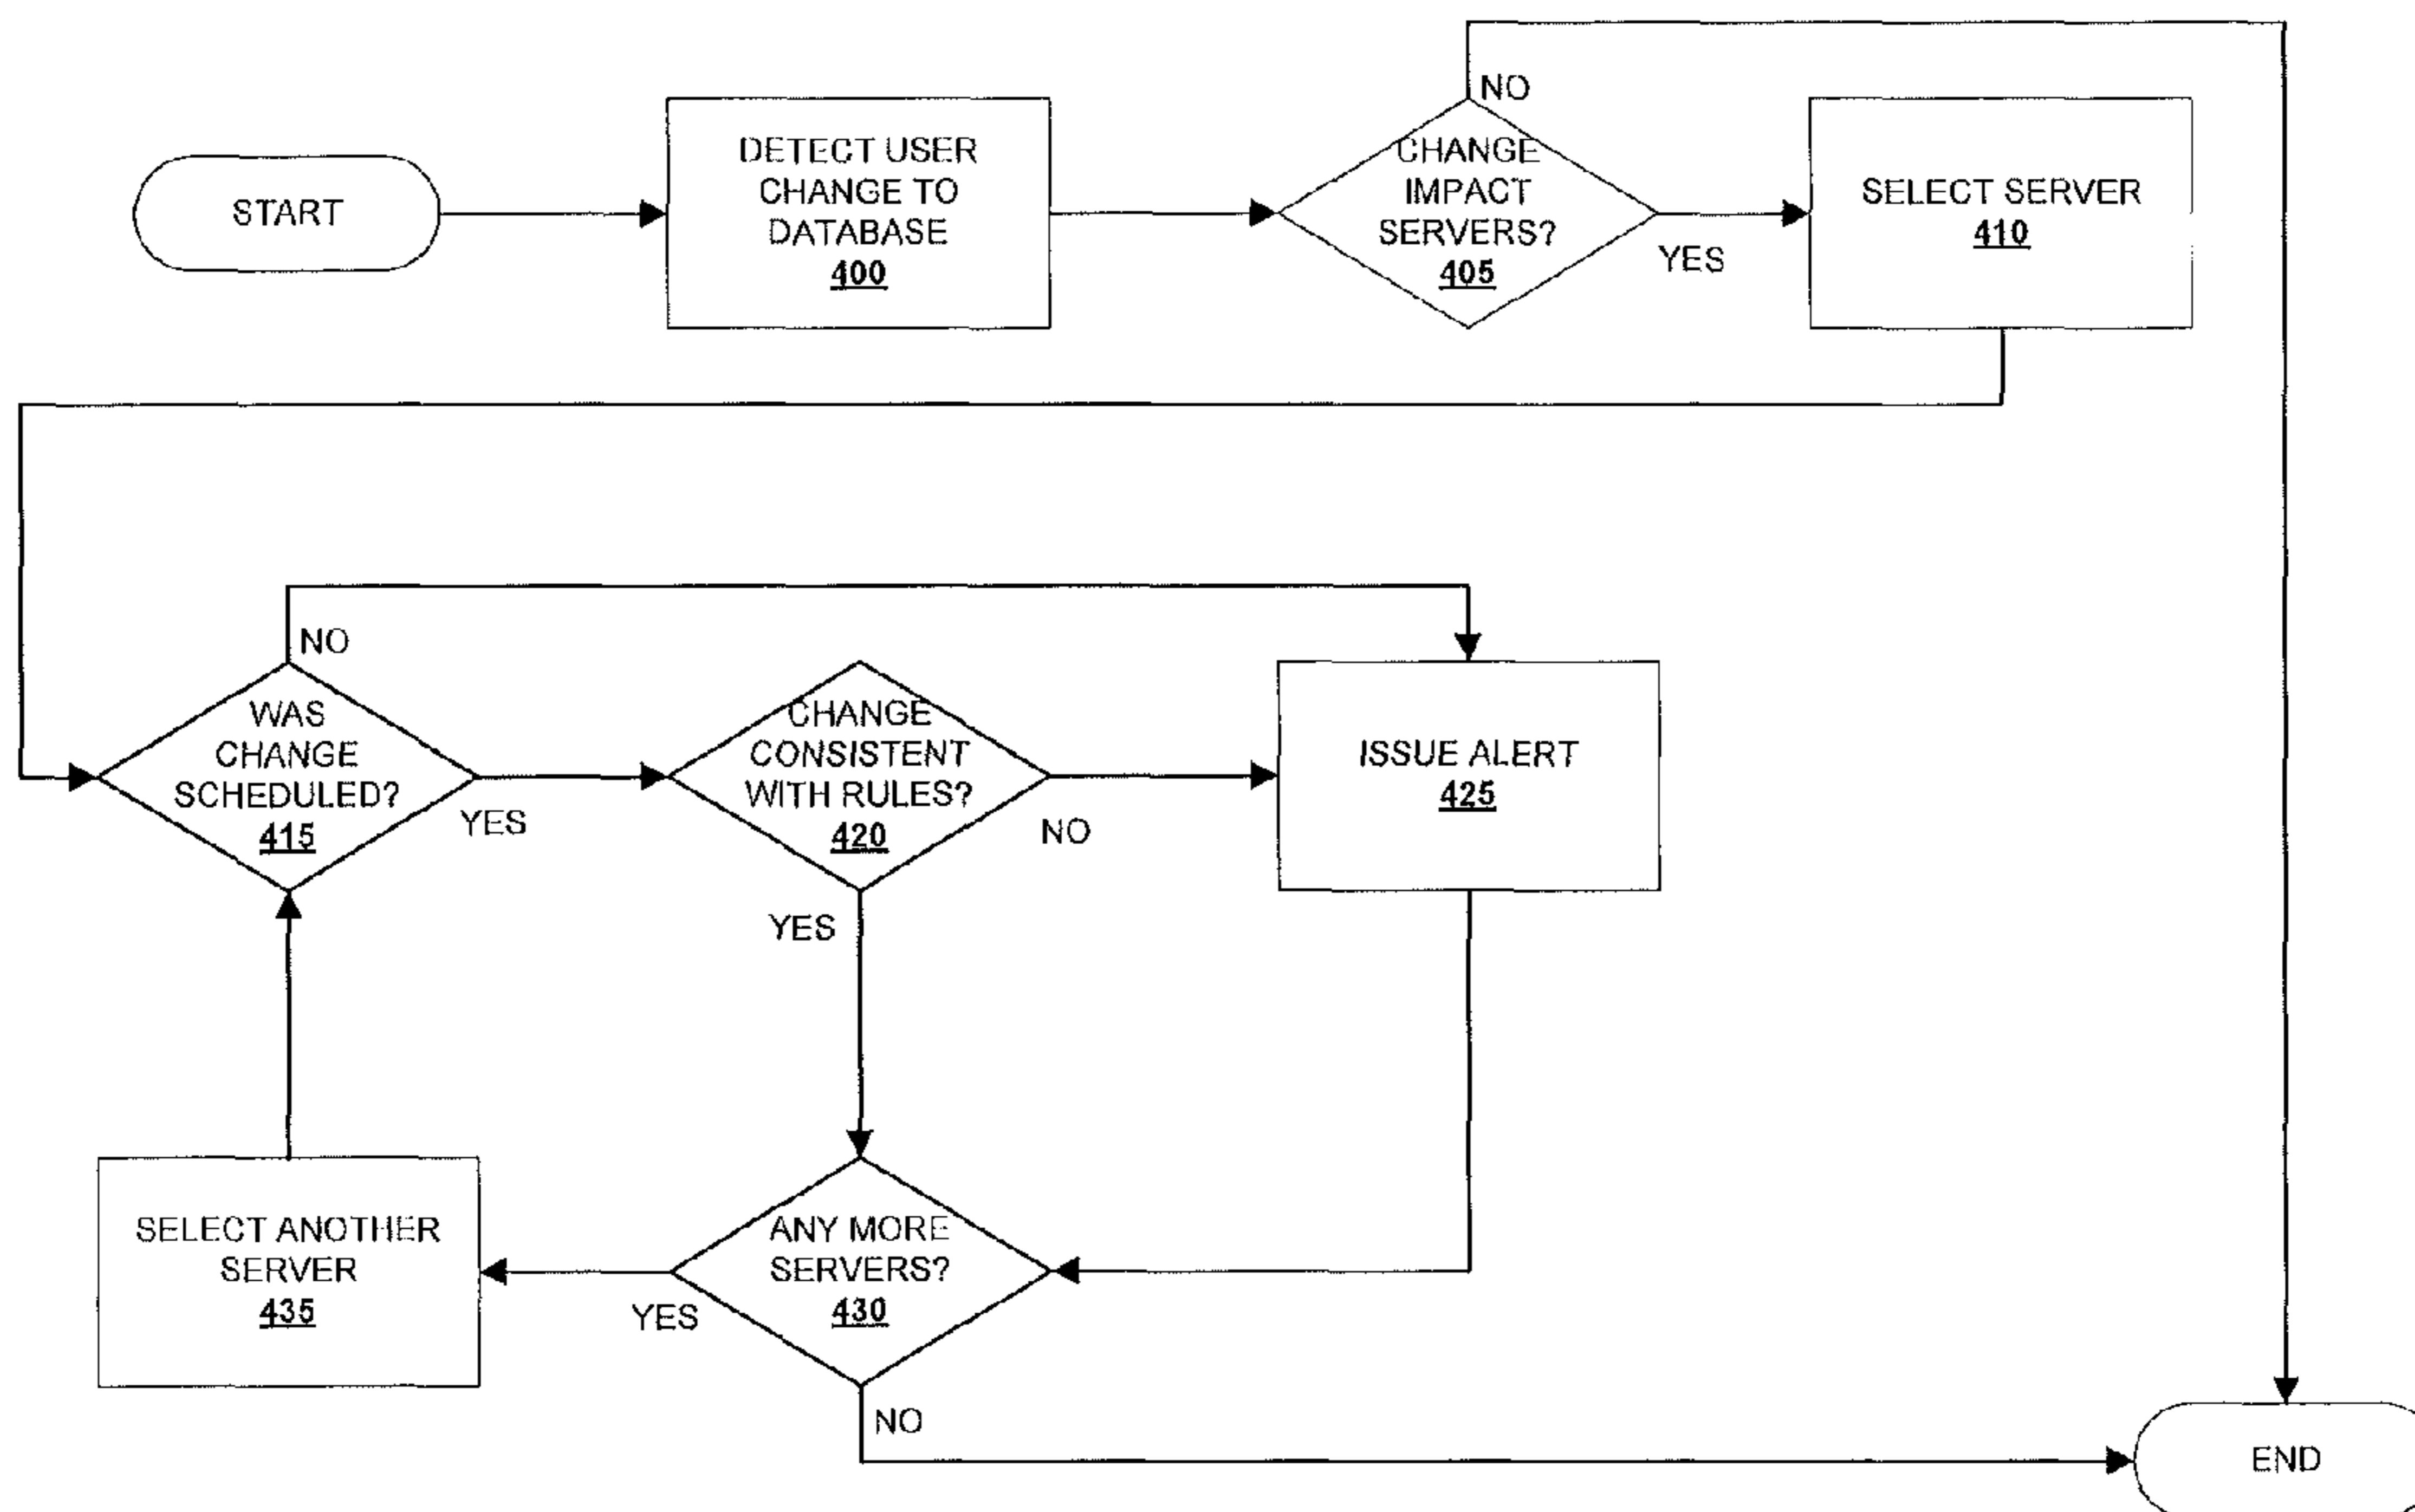 START
DETECT USER
CHANGE TO
DATABASE
400
CHANGE
IMPACT
SERVERS?
405
NO
YES
SELECT SERVER
410
WAS
CHANGE
SCHEDULED?
415
NO
YES
CHANGE
CONSISTENT
WITH RULES?
420
NO
YES
ISSUE ALERT
425
SELECT ANOTHER
SERVER
435
YES
ANY MORE
SERVERS?
430
NO
END